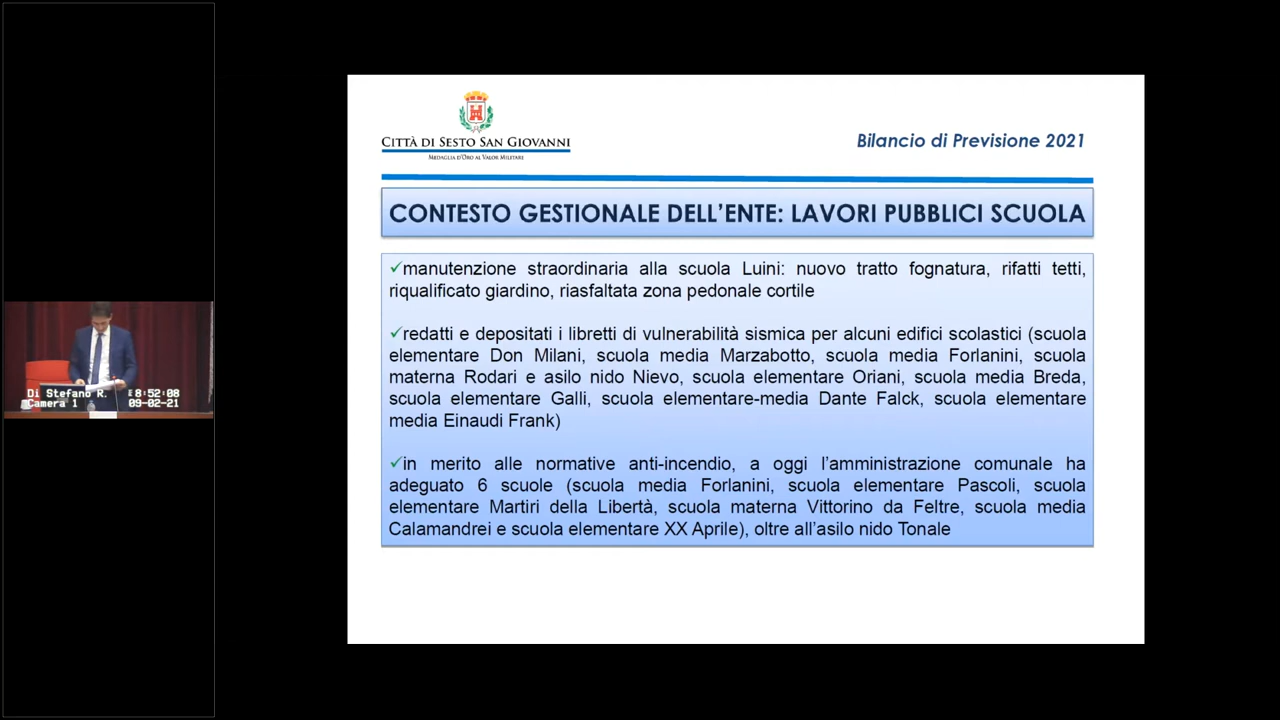 CITTÀ DI SESTO SAN GIOVANNI
MEDAGLIA D'ORO AL VALOR MILITARE
Bilancio di Previsione 2021
CONTESTO GESTIONALE DELL'ENTE: LAVORI PUBBLICI SCUOLA
✓manutenzione straordinaria alla scuola Luini: nuovo tratto fognatura, rifatti tetti,
riqualificato giardino, riasfaltata zona pedonale cortile
✓redatti e depositati i libretti di vulnerabilità sismica per alcuni edifici scolastici (scuola
elementare Don Milani, scuola media Marzabotto, scuola media Forlanini, scuola
materna Rodari e asilo nido Nievo, scuola elementare Oriani, scuola media Breda,
scuola elementare Galli, scuola elementare-media Dante Falck, scuola elementare
media Einaudi Frank)
✓in merito alle normative anti-incendio, a oggi l'amministrazione comunale ha
adeguato 6 scuole (scuola media Forlanini, scuola elementare Pascoli, scuola
elementare Martiri della Libertà, scuola materna Vittorino da Feltre, scuola media
Calamandrei e scuola elementare XX Aprile), oltre all'asilo nido Tonale
Di Stefano R. 8:52:08
Camera 1 09-02-21